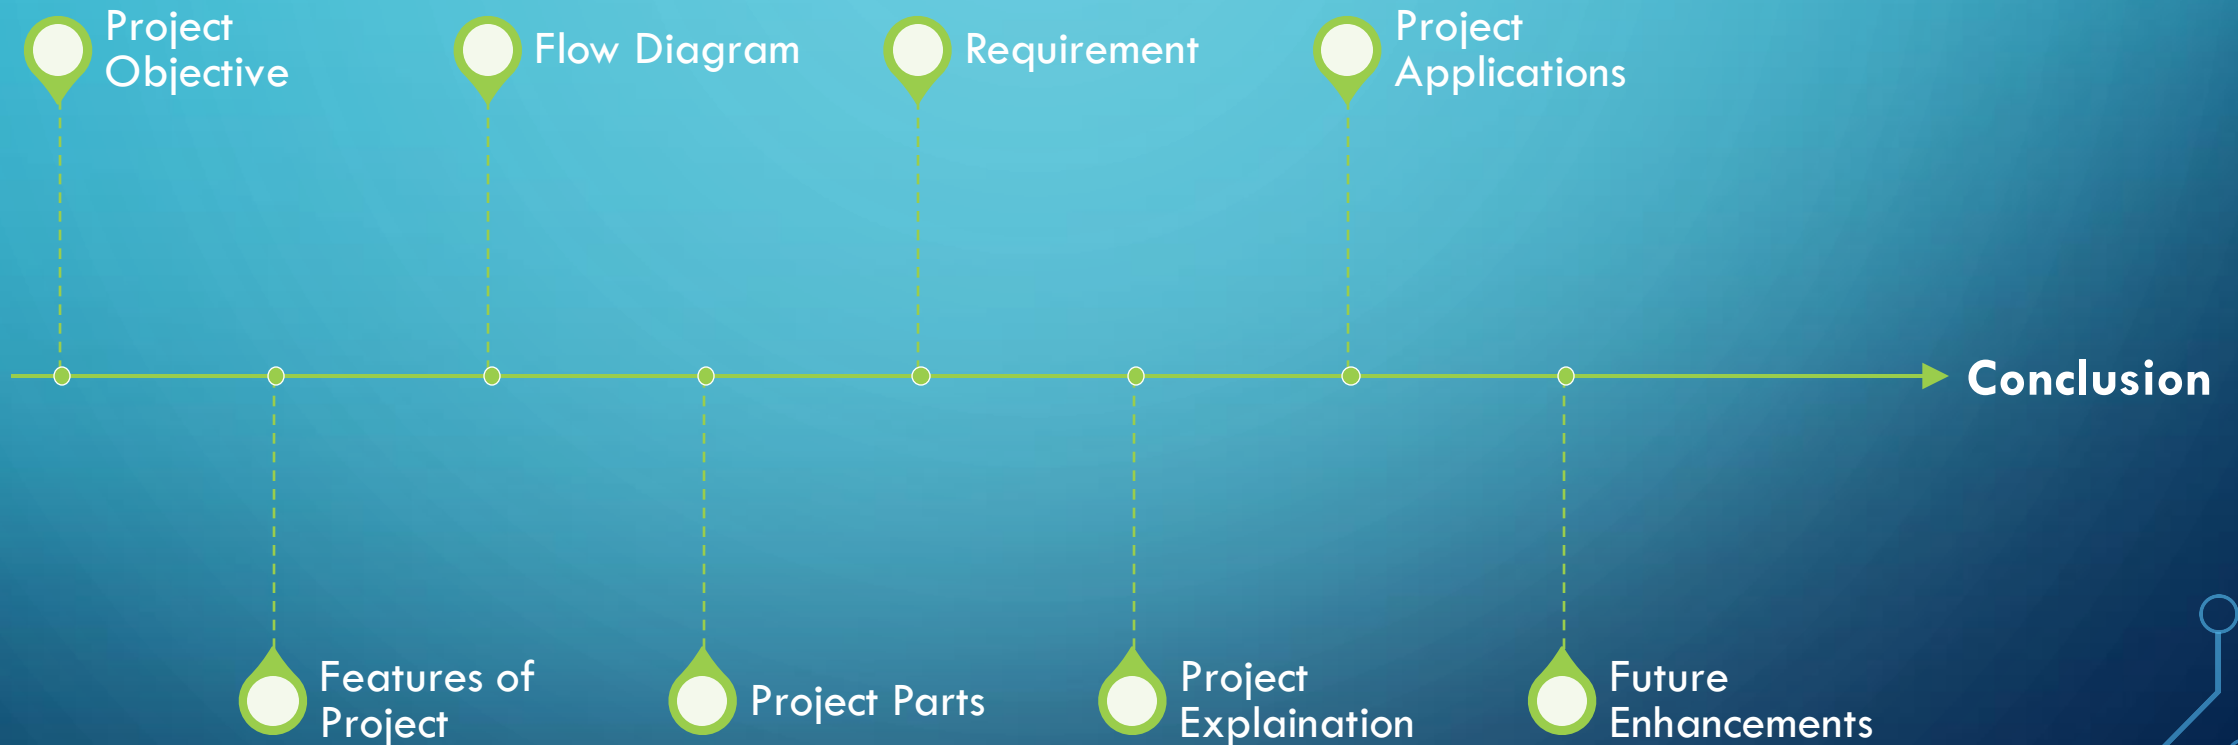 Project
Objective
Flow Diagram
Requirement
Project
Applications
Conclusion
Features of
Project
Project Parts
Project
Explaination
Future
Enhancements